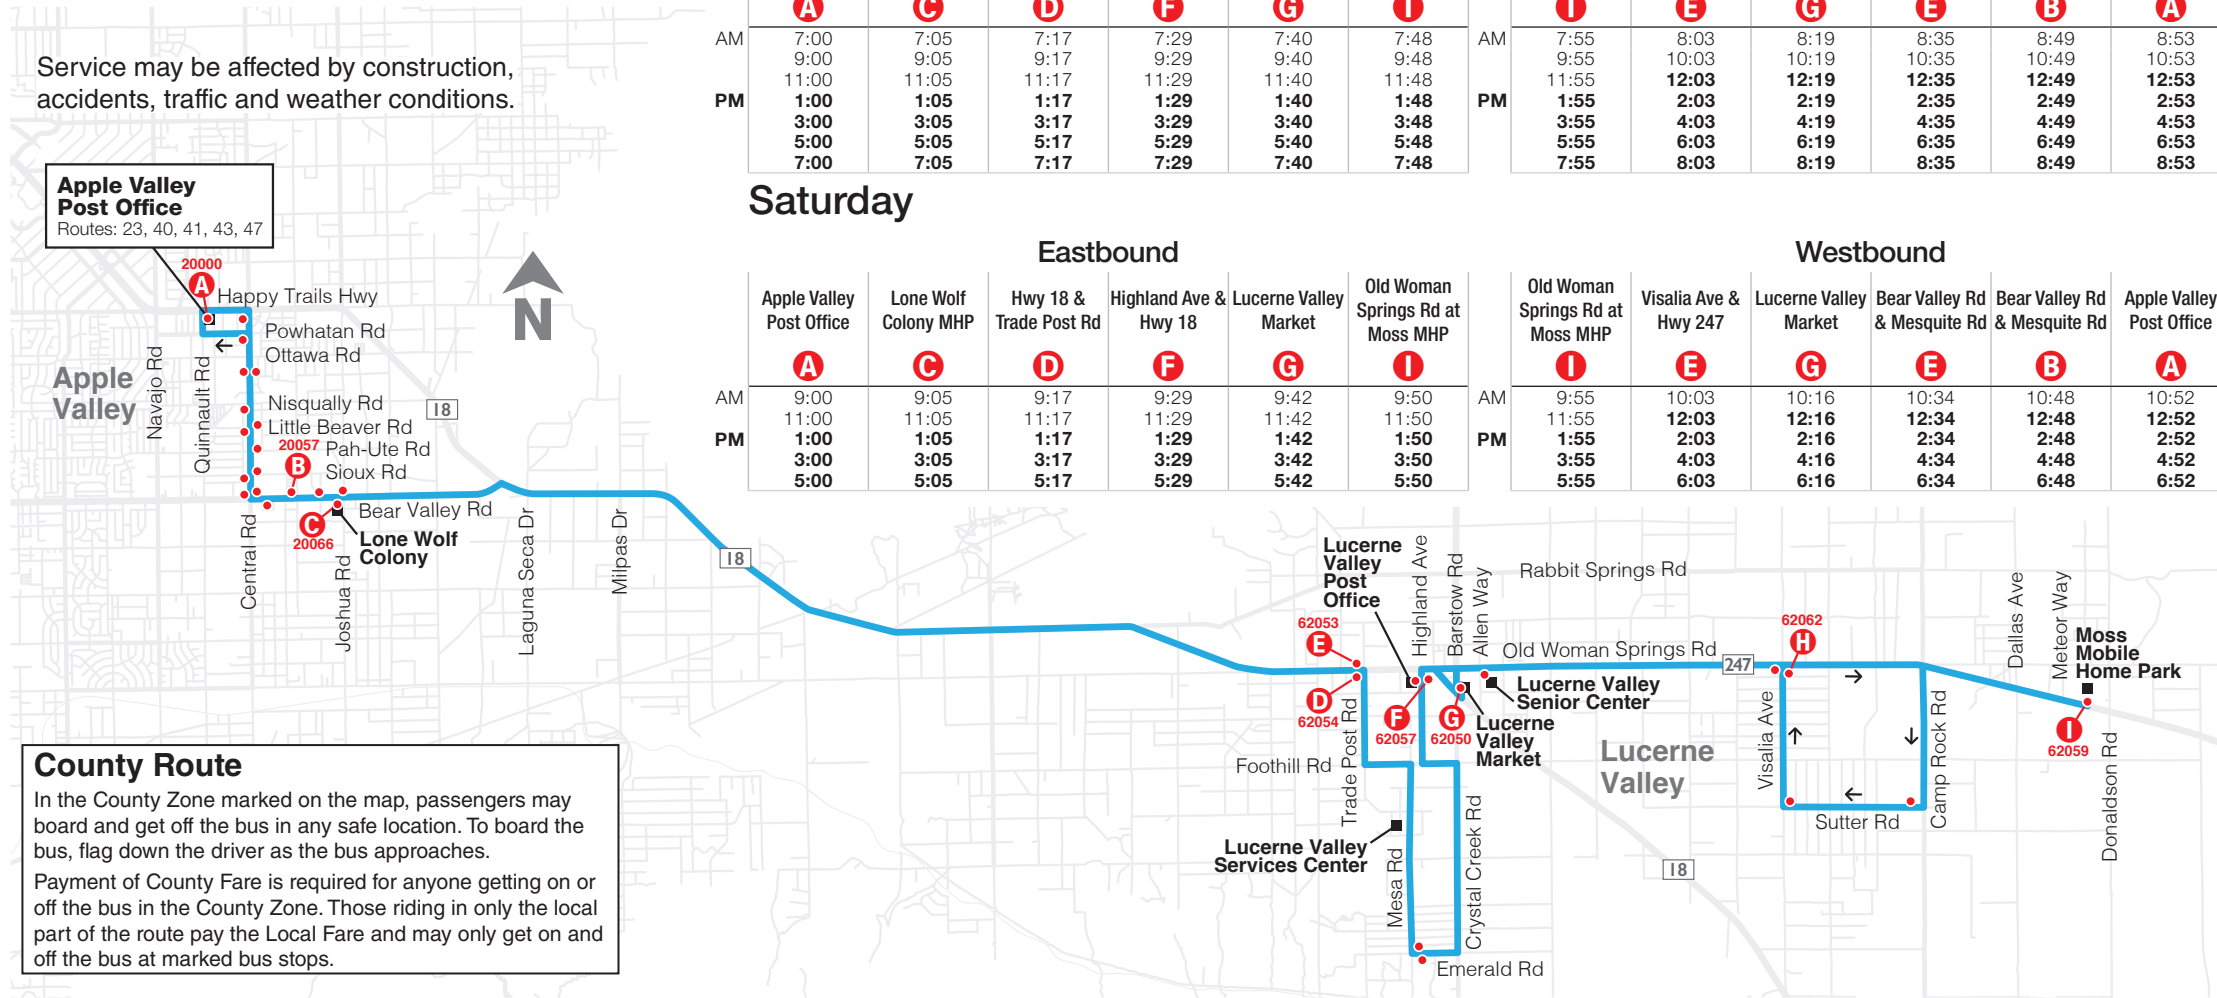 A C D F G I
AM 7:00 7:05 7:17 7:29 7:40 7:48
9:00 9:05 9:17 9:29 9:40 9:48
11:00 11:05 11:17 11:29 11:40 11:48
PM 1:00 1:05 1:17 1:29 1:40 1:48
3:00 3:05 3:17 3:29 3:40 3:48
5:00 5:05 5:17 5:29 5:40 5:48
7:00 7:05 7:17 7:29 7:40 7:48
I E G E B A
AM 7:55 8:03 8:19 8:35 8:49 8:53
9:55 10:03 10:19 10:35 10:49 10:53
11:55 12:03 12:19 12:35 12:49 12:53
PM 1:55 2:03 2:19 2:35 2:49 2:53
3:55 4:03 4:19 4:35 4:49 4:53
5:55 6:03 6:19 6:35 6:49 6:53
7:55 8:03 8:19 8:35 8:49 8:53
Service may be affected by construction,
accidents, traffic and weather conditions.
Saturday
Eastbound
Apple Valley
Post Office
Lone Wolf
Colony MHP
Hwy 18 &
Trade Post Rd
Highland Ave &
Hwy 18
Lucerne Valley
Market
Old Woman
Springs Rd at
Moss MHP
A C D F G I
AM 9:00 9:05 9:17 9:29 9:42 9:50
11:00 11:05 11:17 11:29 11:42 11:50
PM 1:00 1:05 1:17 1:29 1:42 1:50
3:00 3:05 3:17 3:29 3:42 3:50
5:00 5:05 5:17 5:29 5:42 5:50
Westbound
Old Woman
Springs Rd at
Moss MHP
Visalia Ave &
Hwy 247
Lucerne Valley
Market
Bear Valley Rd
& Mesquite Rd
Bear Valley Rd
& Mesquite Rd
Apple Valley
Post Office
I E G E B A
AM 9:55 10:03 10:16 10:34 10:48 10:52
11:55 12:03 12:16 12:34 12:48 12:52
PM 1:55 2:03 2:16 2:34 2:48 2:52
3:55 4:03 4:16 4:34 4:48 4:52
5:55 6:03 6:16 6:34 6:48 6:52
Apple Valley
Post Office
Routes: 23, 40, 41, 43, 47
20000
A
Happy Trails Hwy
N
Powhatan Rd
Ottawa Rd
Apple
Valley
Navajo Rd
Quinnault Rd
Nisqually Rd
18
Little Beaver Rd
20057
B
Pah-Ute Rd
Sioux Rd
Bear Valley Rd
C
20066
Lone Wolf
Colony
Central Rd
Joshua Rd
Laguna Seca Dr
Milpas Dr
18
Lucerne
Valley
Post
Office
Highland Ave
Barstow Rd
Allen Way
Rabbit Springs Rd
62053
E
D
62054
Old Woman Springs Rd
247
62062
H
Dallas Ave
Meteor Way
Moss
Mobile
Home Park
I
62059
Lucerne Valley
Senior Center
F
62057
G
62050
Lucerne
Valley
Market
Trade Post Rd
Foothill Rd
Lucerne
Valley
Visalia Ave
Camp Rock Rd
Donaldson Rd
Sutter Rd
18
Lucerne Valley
Services Center
Mesa Rd
Crystal Creek Rd
Emerald Rd
County Route
In the County Zone marked on the map, passengers may
board and get off the bus in any safe location. To board the
bus, flag down the driver as the bus approaches.
Payment of County Fare is required for anyone getting on or
off the bus in the County Zone. Those riding in only the local
part of the route pay the Local Fare and may only get on and
off the bus at marked bus stops.